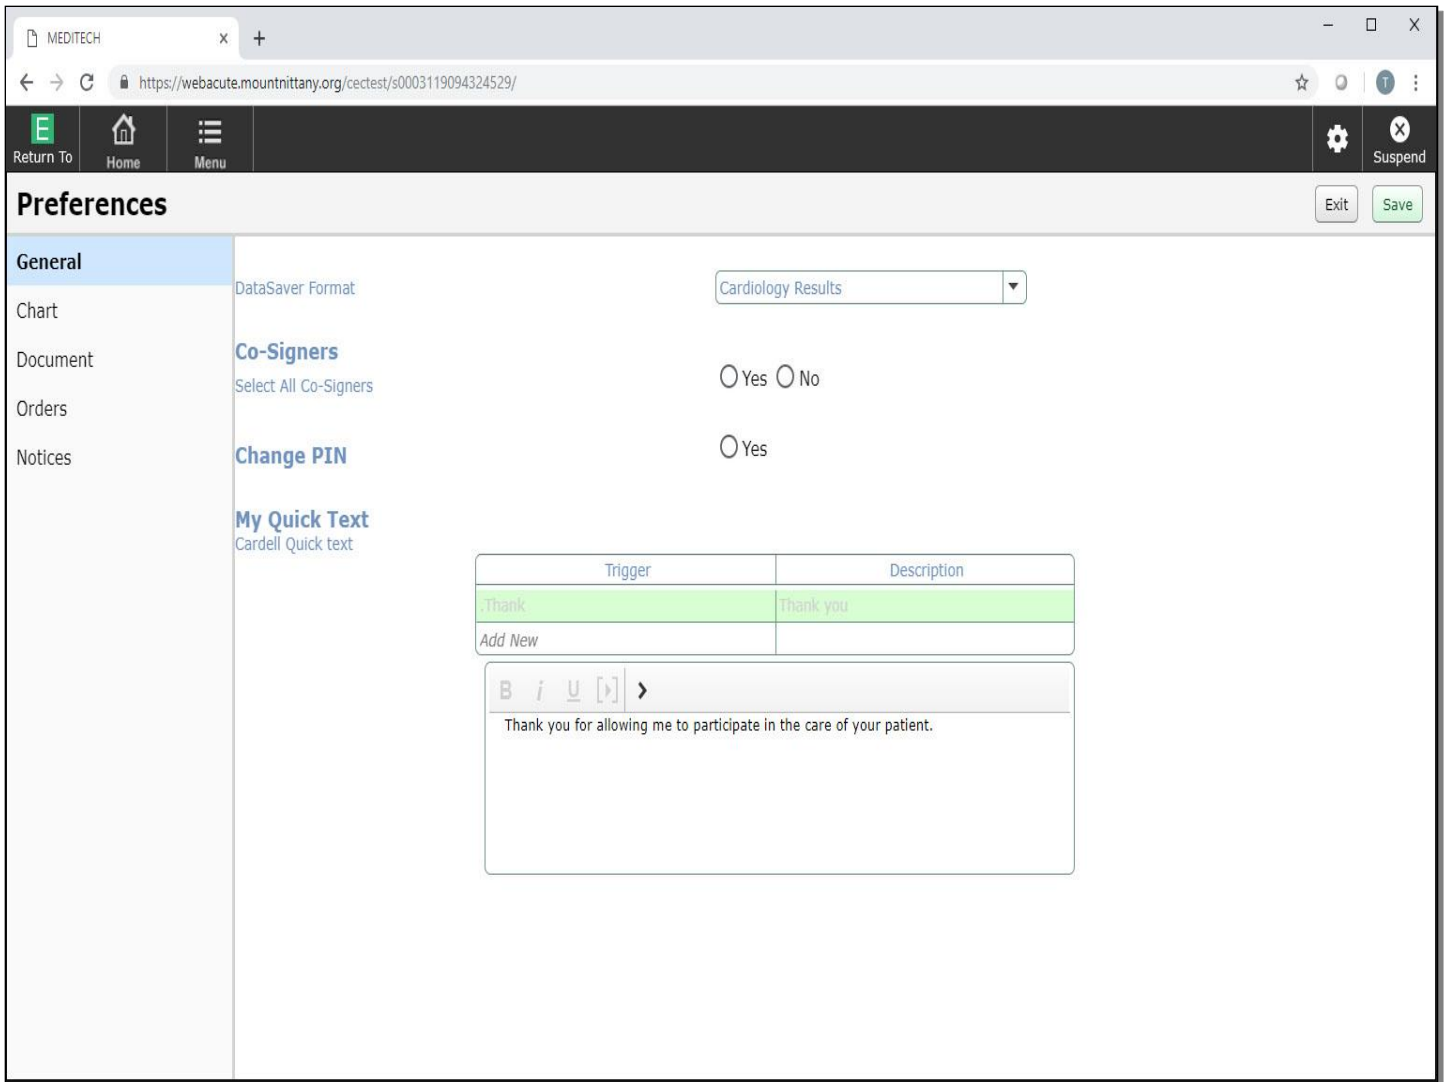 MEDITECH
https://webacute.mountnittany.org/cectest/s0003119094324529/
T
E
Return To
Home
Menu
Suspend
Preferences
Exit
Save
General
Chart
Document
Orders
Notices
DataSaver Format
Cardiology Results
Co-Signers
Select All Co-Signers
Yes No
Change PIN
Yes
My Quick Text
Cardell Quick text
Trigger Description
.Thank Thank you
Add New
B i U
Thank you for allowing me to participate in the care of your patient.